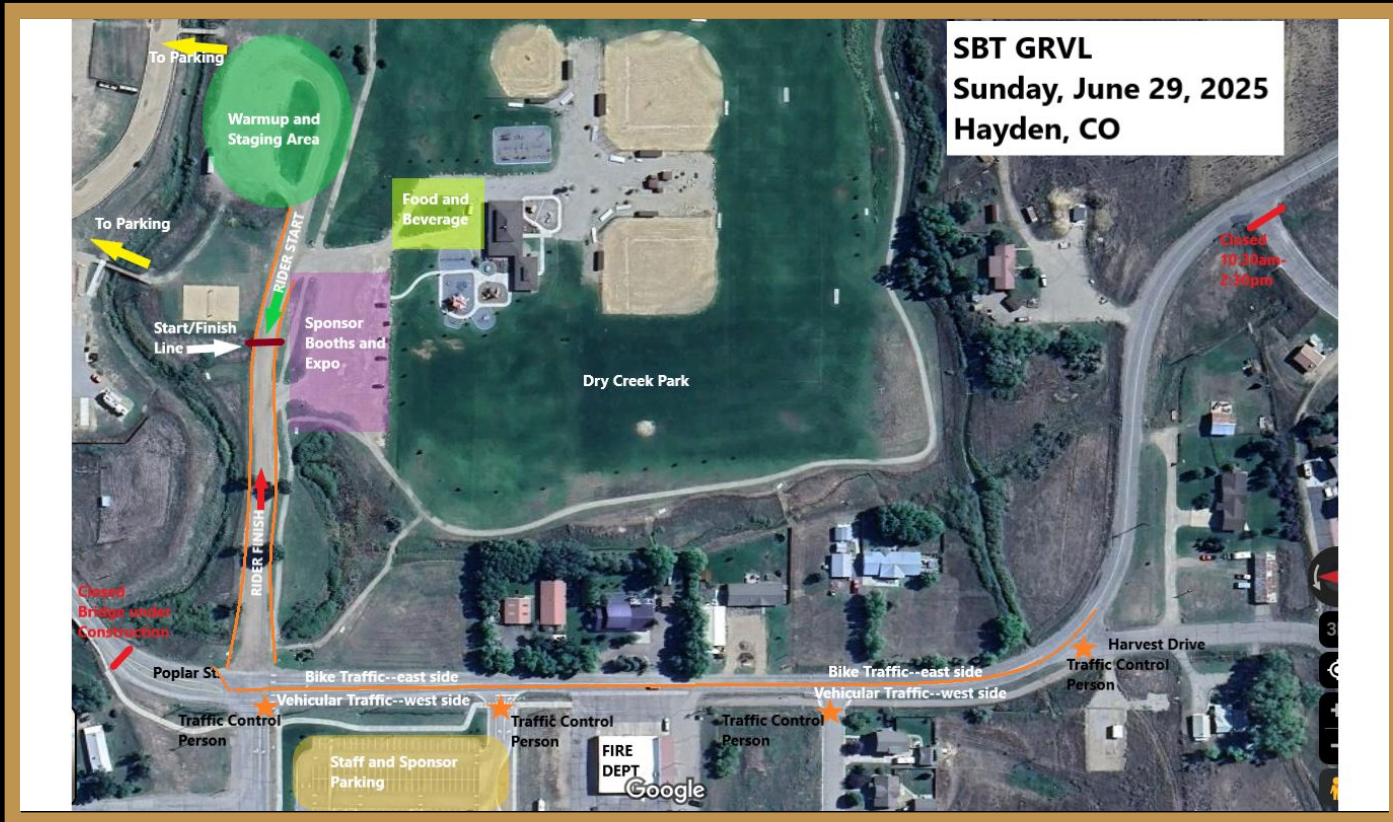 SBT GRVL
Sunday, June 29, 2025
Hayden, CO
To Parking
Warmup and
Staging Area
Food and
Beverage
To Parking
RIDER START
Closed
10:30am-
2:30pm
Start/Finish
Line
Sponsor
Booths and
Expo
Dry Creek Park
RIDER FINISH
Closed
Bridge under
Construction
Poplar St.
Bike Traffic--east side
Vehicular Traffic--west side
Bike Traffic--east side
Vehicular Traffic--west side
Harvest Drive
Traffic Control
Person
Traffic Control
Person
Traffic Control
Person
Traffic Control
Person
Staff and Sponsor
Parking
FIRE
DEPT
Google
3